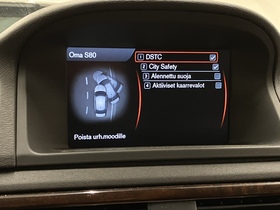 Oma S80
1 DSTC
2 City Safety
3 Alennettu suoja
4 Aktiiviset kaarrevalot
Poista urh.moodille